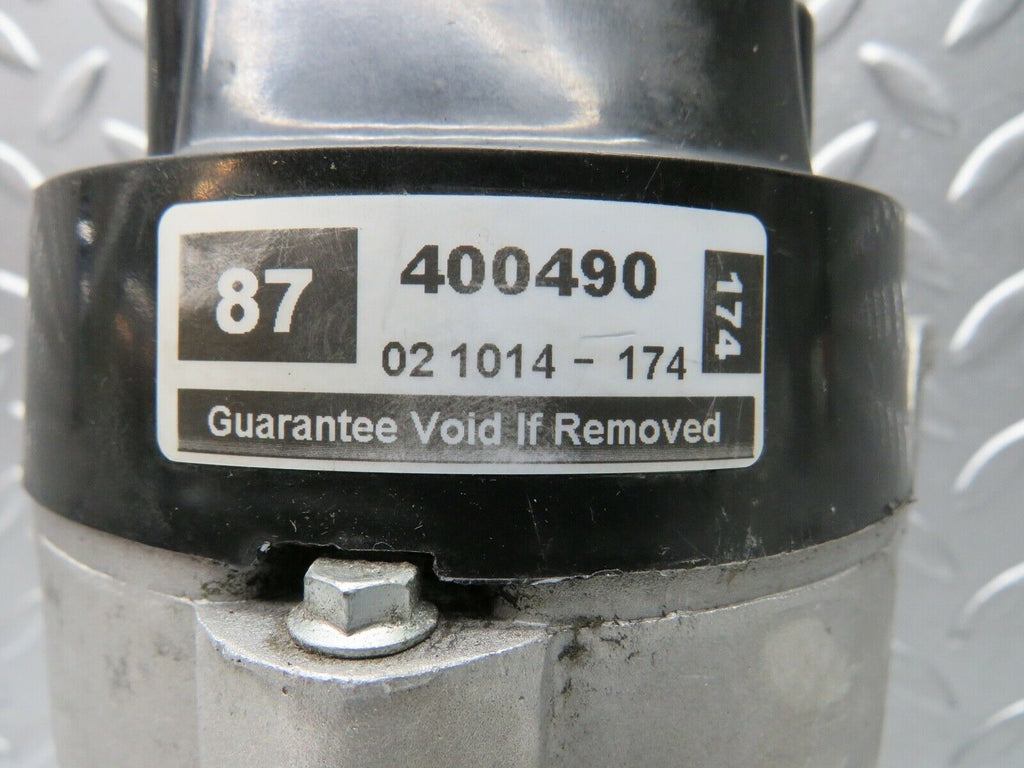 87
400490
02 1014 - 174
174
Guarantee Void If Removed